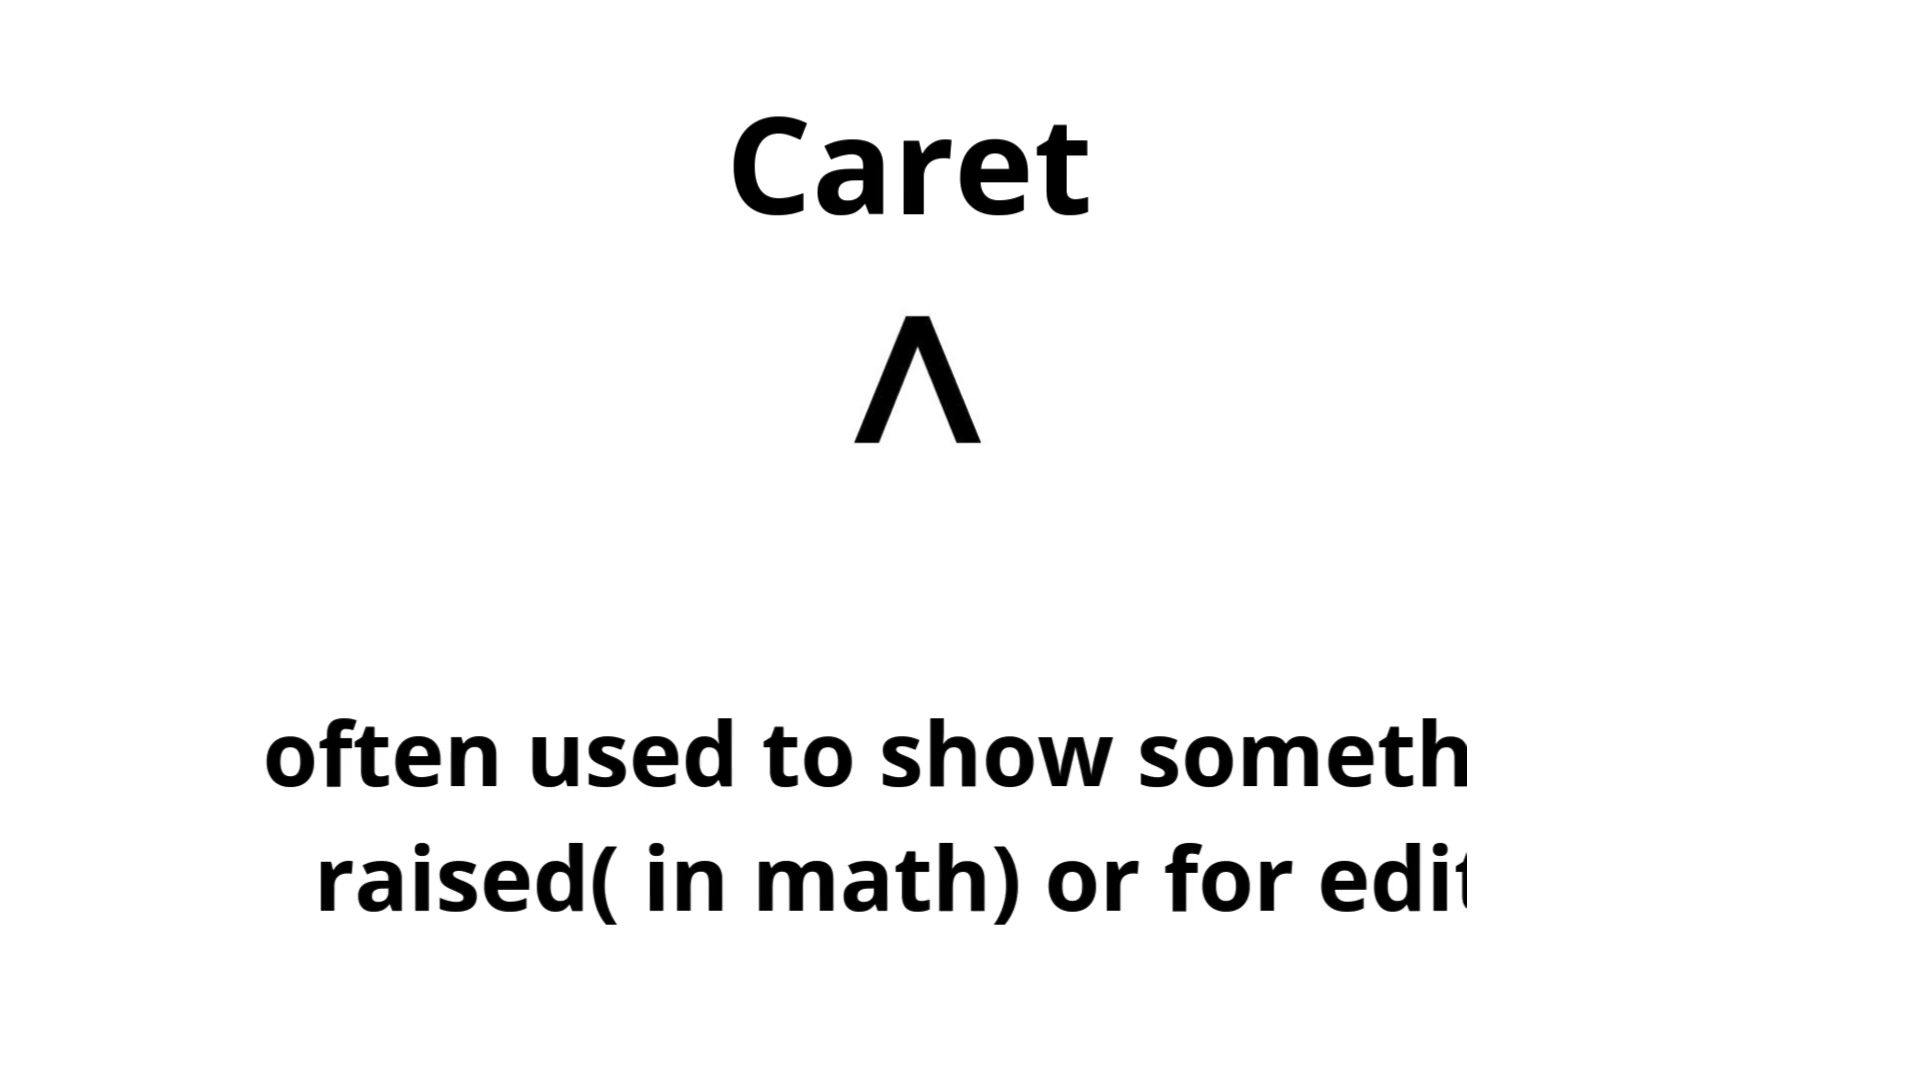 Caret
^
often used to show someth
raised( in math) or for edit